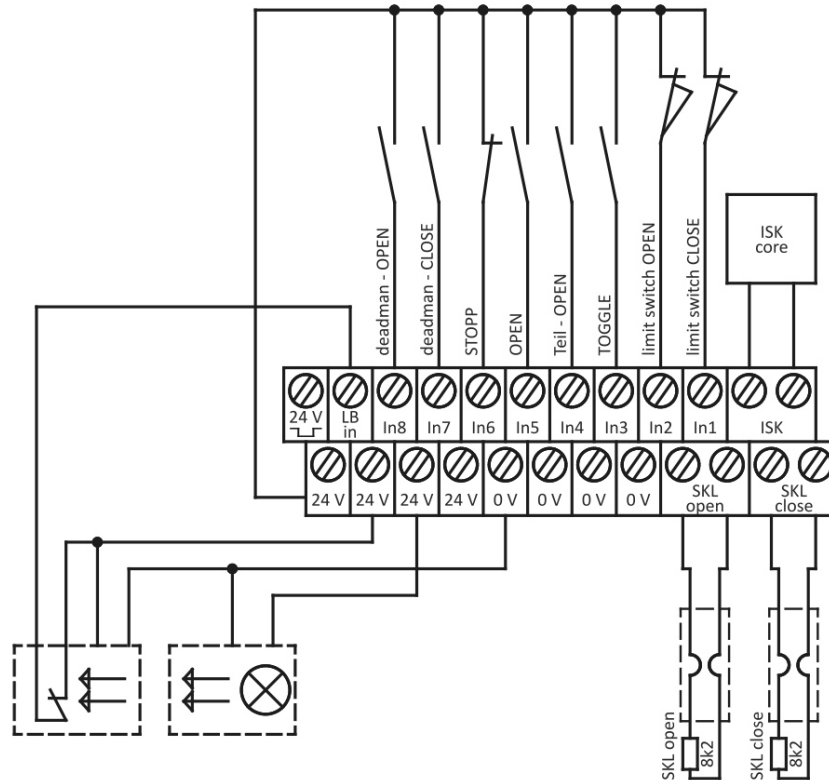 ISK
core
deadman - OPEN
deadman - CLOSE
STOPP
OPEN
Teil - OPEN
TOGGLE
limit switch OPEN
limit switch CLOSE
24 V
LB
in
In8
In7
In6
In5
In4
In3
In2
In1
ISK
24 V
24 V
24 V
24 V
0 V
0 V
0 V
0 V
SKL
open
SKL
close
SKL open
8k2
SKL close
8k2